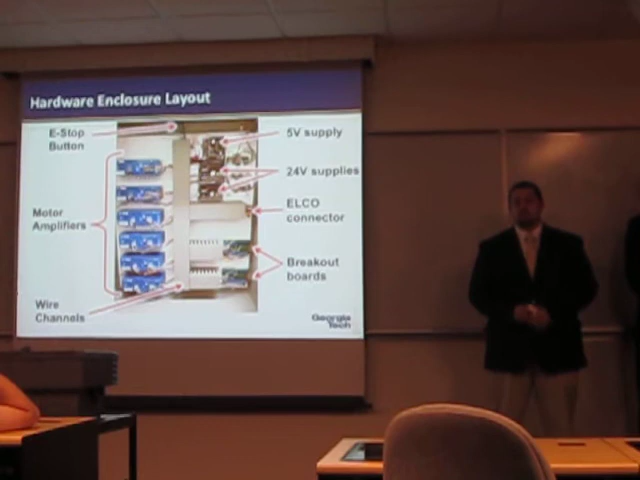 Hardware Enclosure Layout
E-Stop
Button
5V supply
24V supplies
Motor
Amplifiers
ELCO
connector
Breakout
boards
Wire
Channels
Georgia
Tech